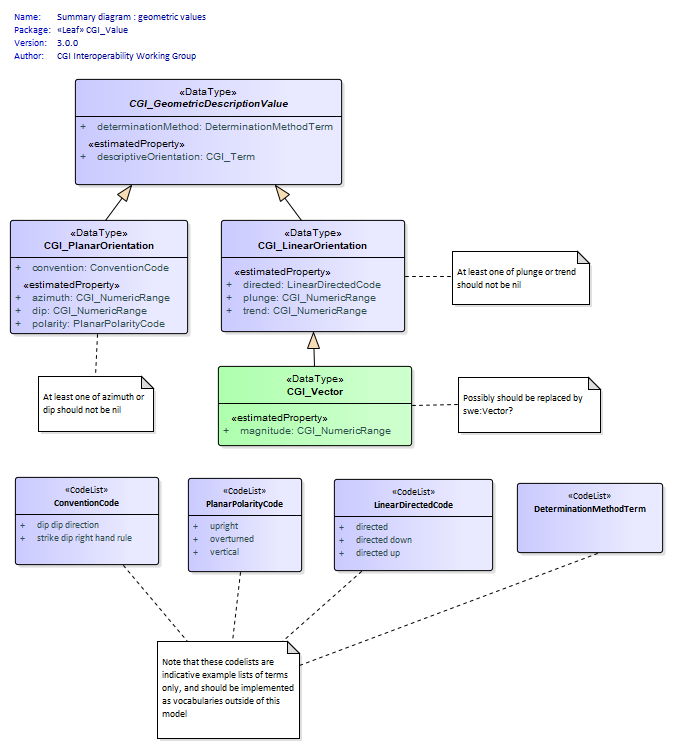 Name: Summary diagram : geometric values
Package: «Leaf» CGI_Value
Version: 3.0.0
Author: CGI Interoperability Working Group
«DataType»
CGI_GeometricDescriptionValue
+ determinationMethod: DeterminationMethodTerm
«estimatedProperty»
+ descriptiveOrientation: CGI_Term
«DataType»
CGI_PlanarOrientation
+ convention: ConventionCode
«estimatedProperty»
+ azimuth: CGI_NumericRange
+ dip: CGI_NumericRange
+ polarity: PlanarPolarityCode
«DataType»
CGI_LinearOrientation
«estimatedProperty»
+ directed: LinearDirectedCode
+ plunge: CGI_NumericRange
+ trend: CGI_NumericRange
At least one of plunge or trend
should not be nil
At least one of azimuth or
dip should not be nil
«DataType»
CGI_Vector
«estimatedProperty»
+ magnitude: CGI_NumericRange
Possibly should be replaced by
swe:Vector?
«CodeList»
ConventionCode
+ dip dip direction
+ strike dip right hand rule
«CodeList»
PlanarPolarityCode
+ upright
+ overturned
+ vertical
«CodeList»
LinearDirectedCode
+ directed
+ directed down
+ directed up
«CodeList»
DeterminationMethodTerm
Note that these codelists are
indicative example lists of terms
only, and should be implemented
as vocabularies outside of this
model